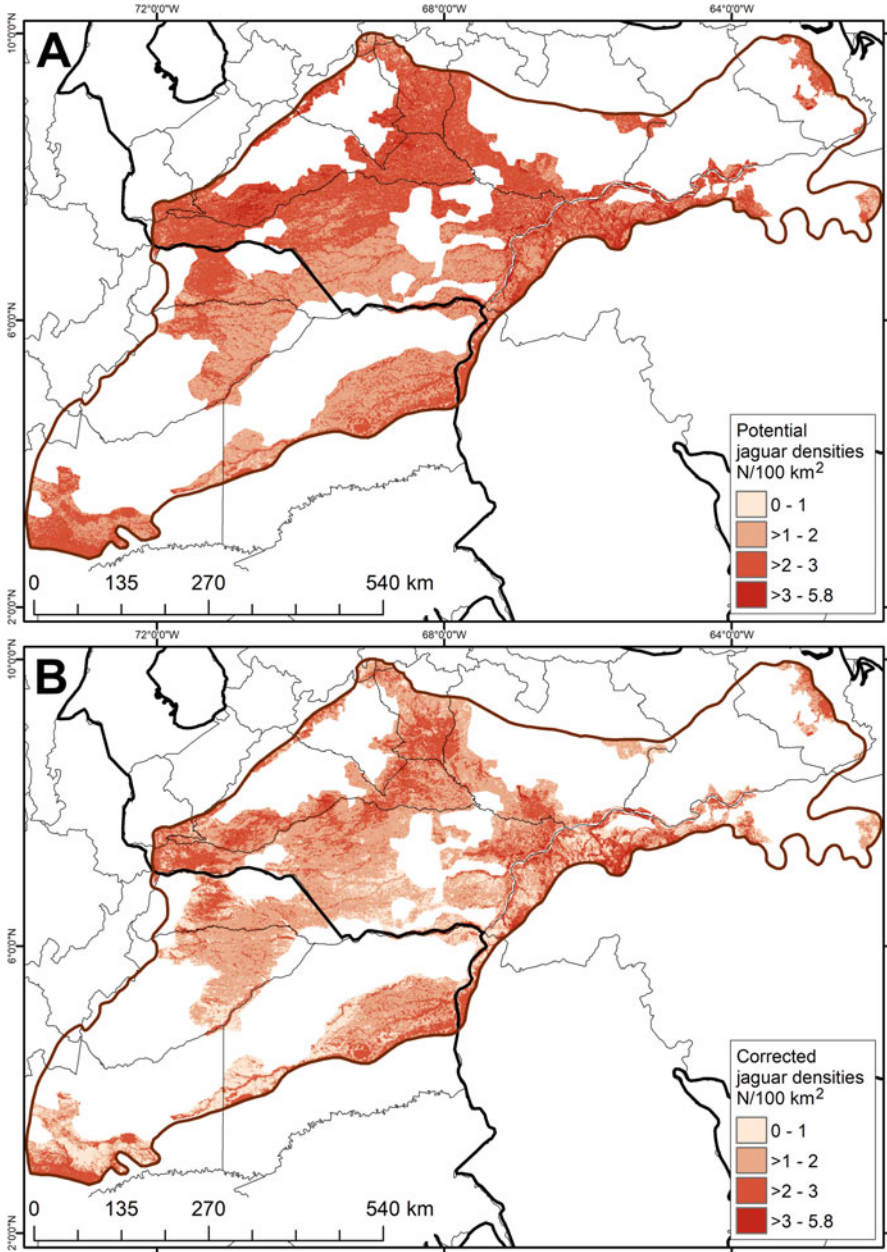 72°0'0"W 68°0'0"W 64°0'0"W
10°0'0"N
A
6°0'0"N
Potential
jaguar densities
N/100 km2
0 - 1
>1 - 2
>2 - 3
>3 - 5.8
0 135 270 540 km
2°0'0"N
72°0'0"W 68°0'0"W 64°0'0"W
10°0'0"N
B
6°0'0"N
Corrected
jaguar densities
N/100 km2
0 - 1
>1 - 2
>2 - 3
>3 - 5.8
0 135 270 540 km
2°0'0"N